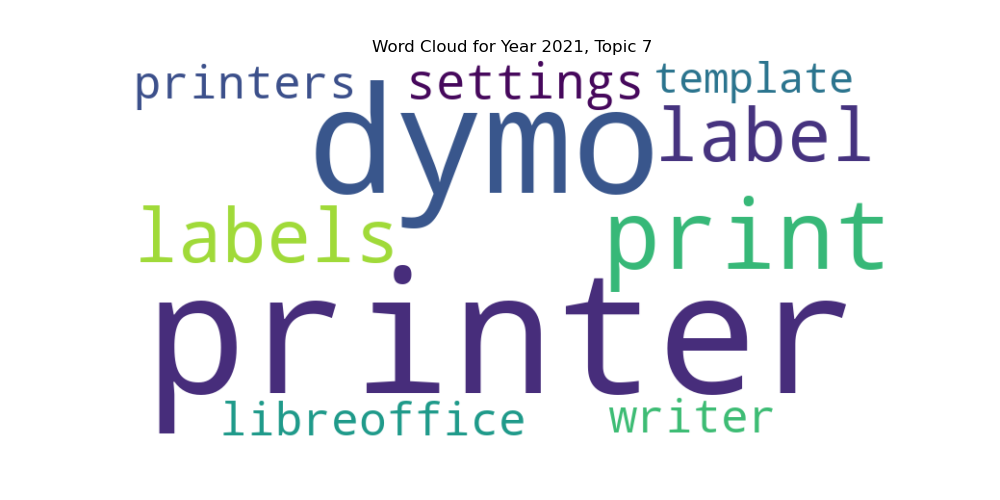 Word Cloud for Year 2021, Topic 7
printers settings template
dymo label
labels print
printer
libreoffice writer